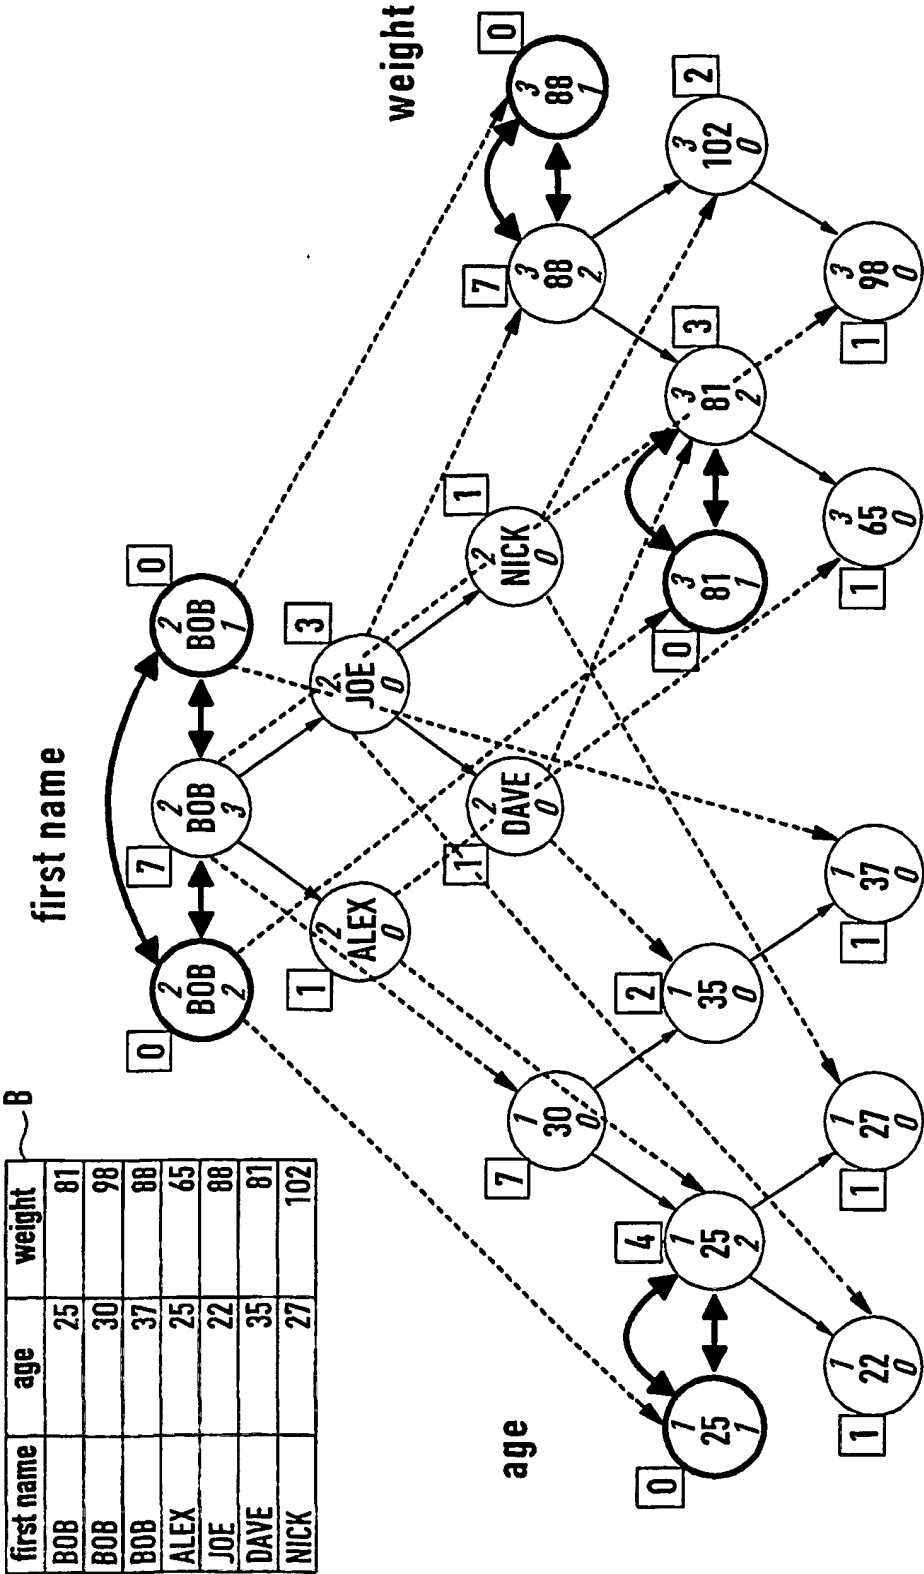 B
first name age weight
BOB 25 81
BOB 30 98
BOB 37 88
ALEX 25 65
JOE 22 88
DAVE 35 81
NICK 27 102
first name
0
2 BOB 2
7
2 BOB 3
0
2 BOB 1
1
2 ALEX 0
3
2 JOE 0
1
2 DAVE 0
1
2 NICK 0
age
7
1 30 0
0
1 25 1
4
1 25 2
2
1 35 0
1
1 22 0
1
1 27 0
1
1 37 0
weight
7
3 88 2
0
3 88 1
0
3 81 1
3
3 81 2
2
3 102 0
1
3 65 0
1
3 98 0